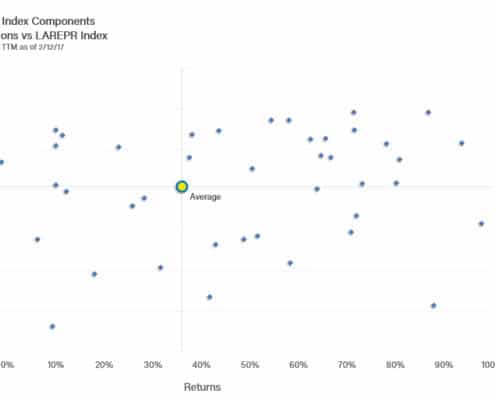 Index Components
ons vs LAREPR Index
TTM as of 2/12/17
Average
0% 10% 20% 30% 40% 50% 60% 70% 80% 90% 100
Returns